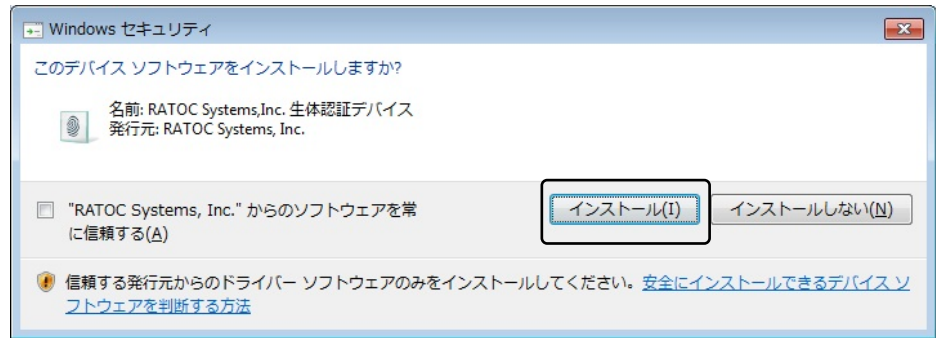 Windows セキュリティ
このデバイス ソフトウェアをインストールしますか?
名前: RATOC Systems,Inc. 生体認証デバイス
発行元: RATOC Systems, Inc.
"RATOC Systems, Inc." からのソフトウェアを常
に信頼する(A)
インストール(I)
インストールしない(N)
信頼する発行元からのドライバー ソフトウェアのみをインストールしてください。安全にインストールできるデバイス ソ
フトウェアを判断する方法